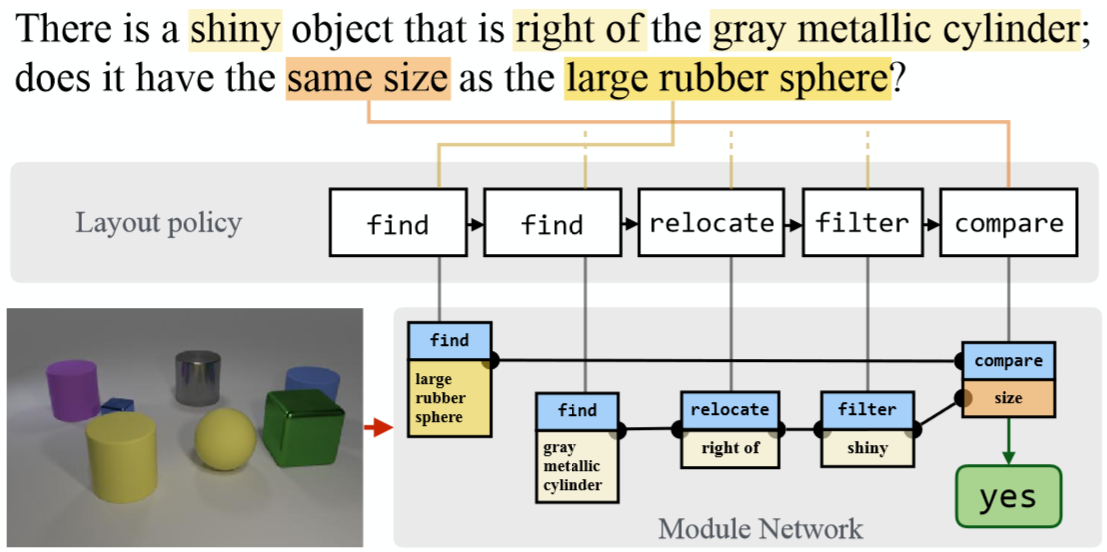 There is a shiny object that is right of the gray metallic cylinder;
does it have the same size as the large rubber sphere?
Layout policy
find
find
relocate
filter
compare
find
large
rubber
sphere
find
gray
metallic
cylinder
relocate
right of
filter
shiny
compare
size
yes
Module Network